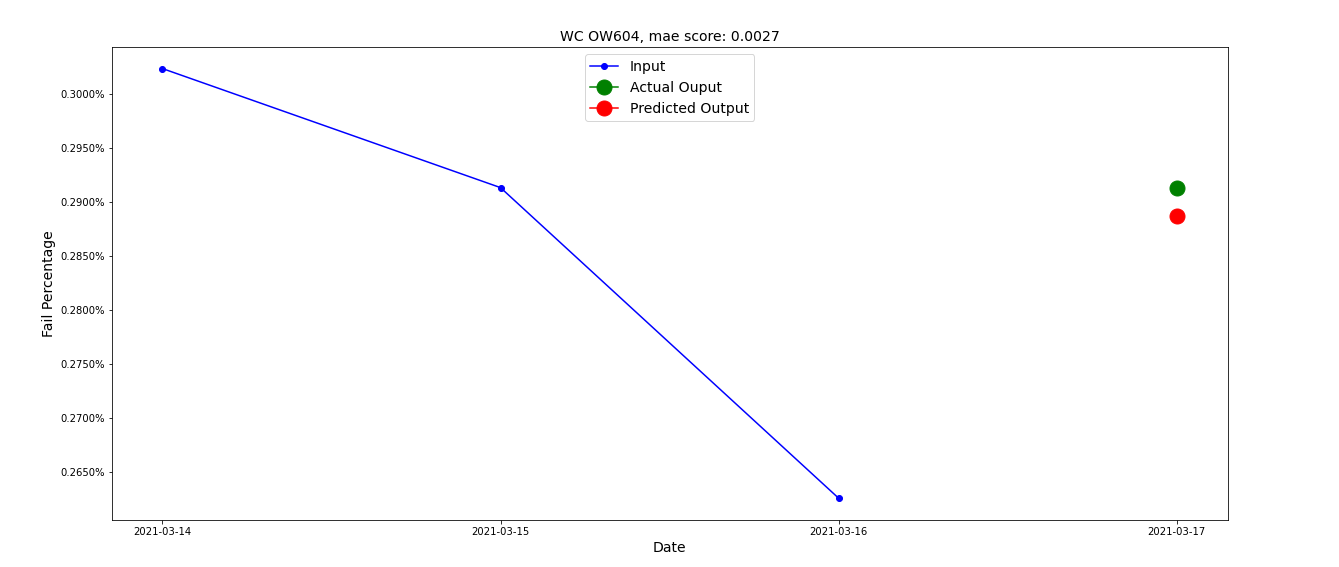 WC OW604, mae score: 0.0027
Input
Actual Ouput
Predicted Output
0.3000%
0.2950%
0.2900%
0.2850%
0.2800%
0.2750%
0.2700%
0.2650%
Fail Percentage
2021-03-14
2021-03-15
2021-03-16
2021-03-17
Date